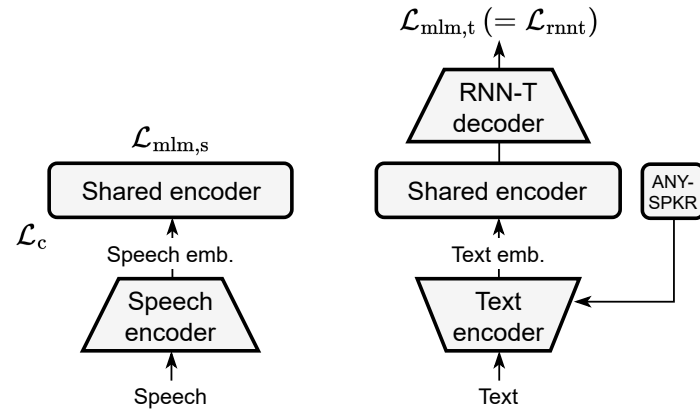 ℒmlm,s
Shared encoder
ℒc
Speech emb.
Speech
encoder
Speech
ℒmlm,t (= ℒrnnt)
RNN-T
decoder
Shared encoder
ANY-
SPKR
Text emb.
Text
encoder
Text